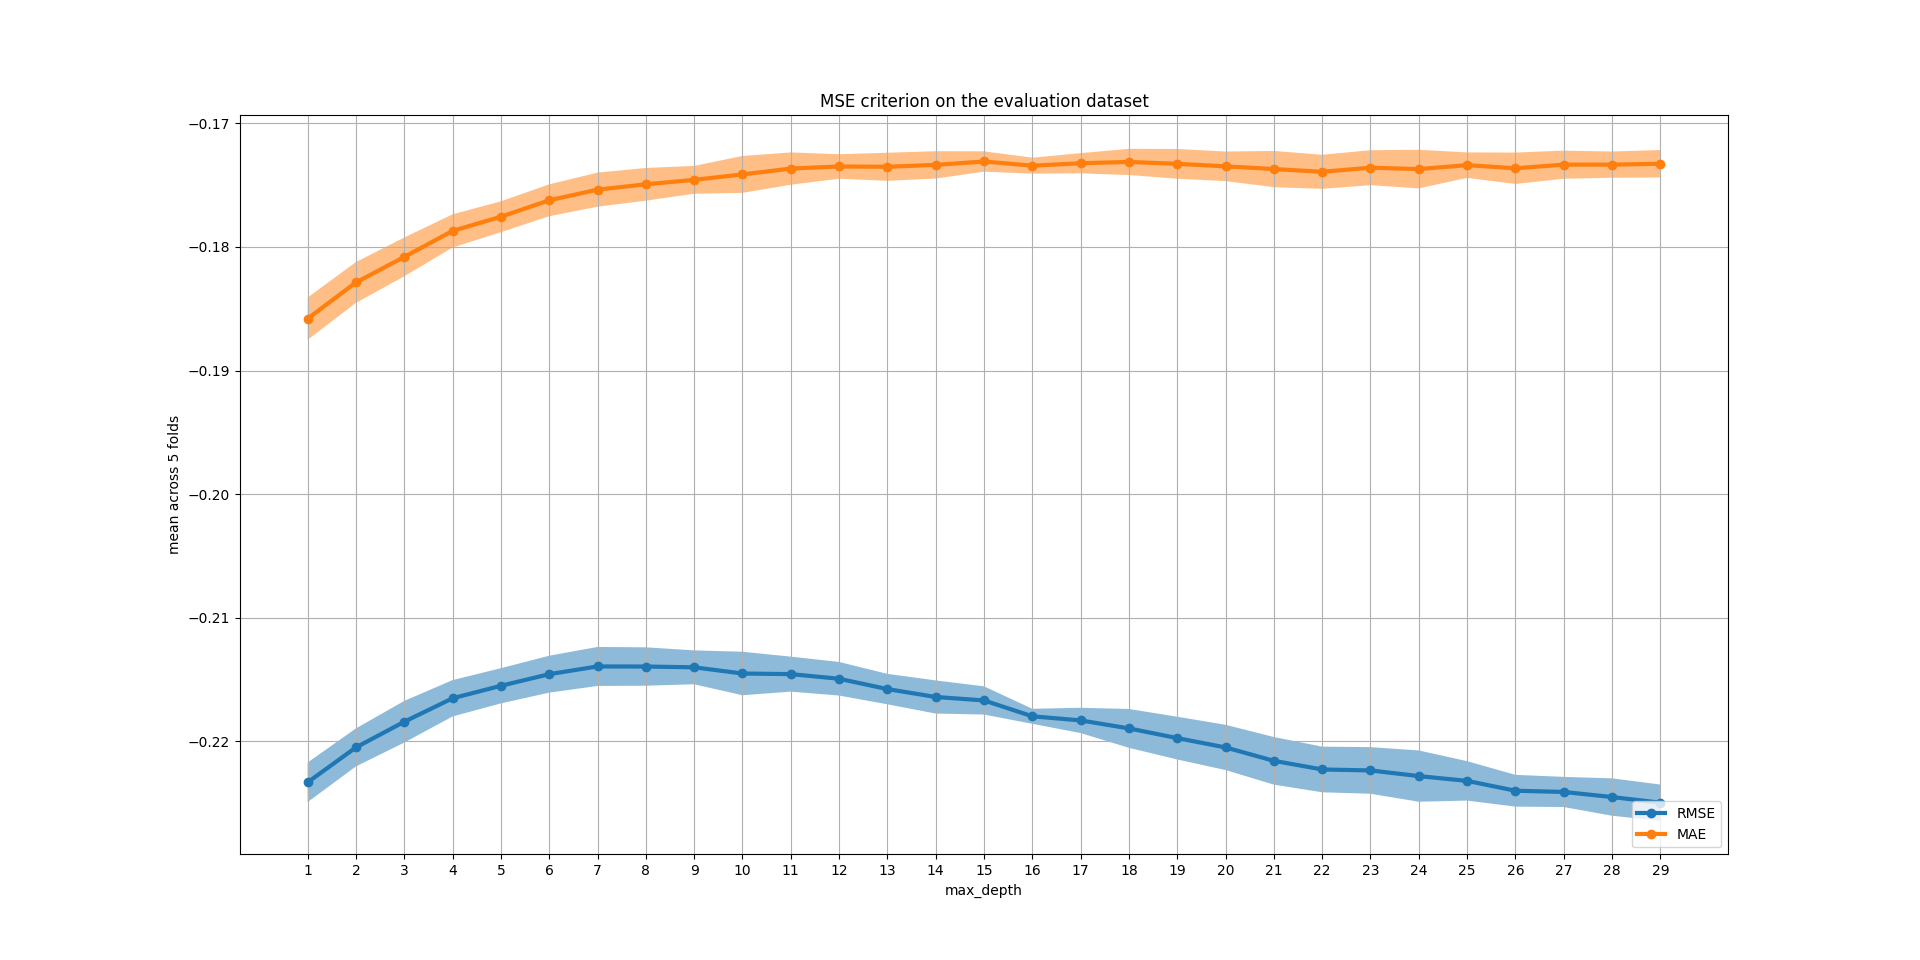 MSE criterion on the evaluation dataset
−0.17
−0.18
−0.19
−0.20
−0.21
−0.22
mean across 5 folds
1 2 3 4 5 6 7 8 9 10 11 12 13 14 15 16 17 18 19 20 21 22 23 24 25 26 27 28 29
max_depth
RMSE
MAE